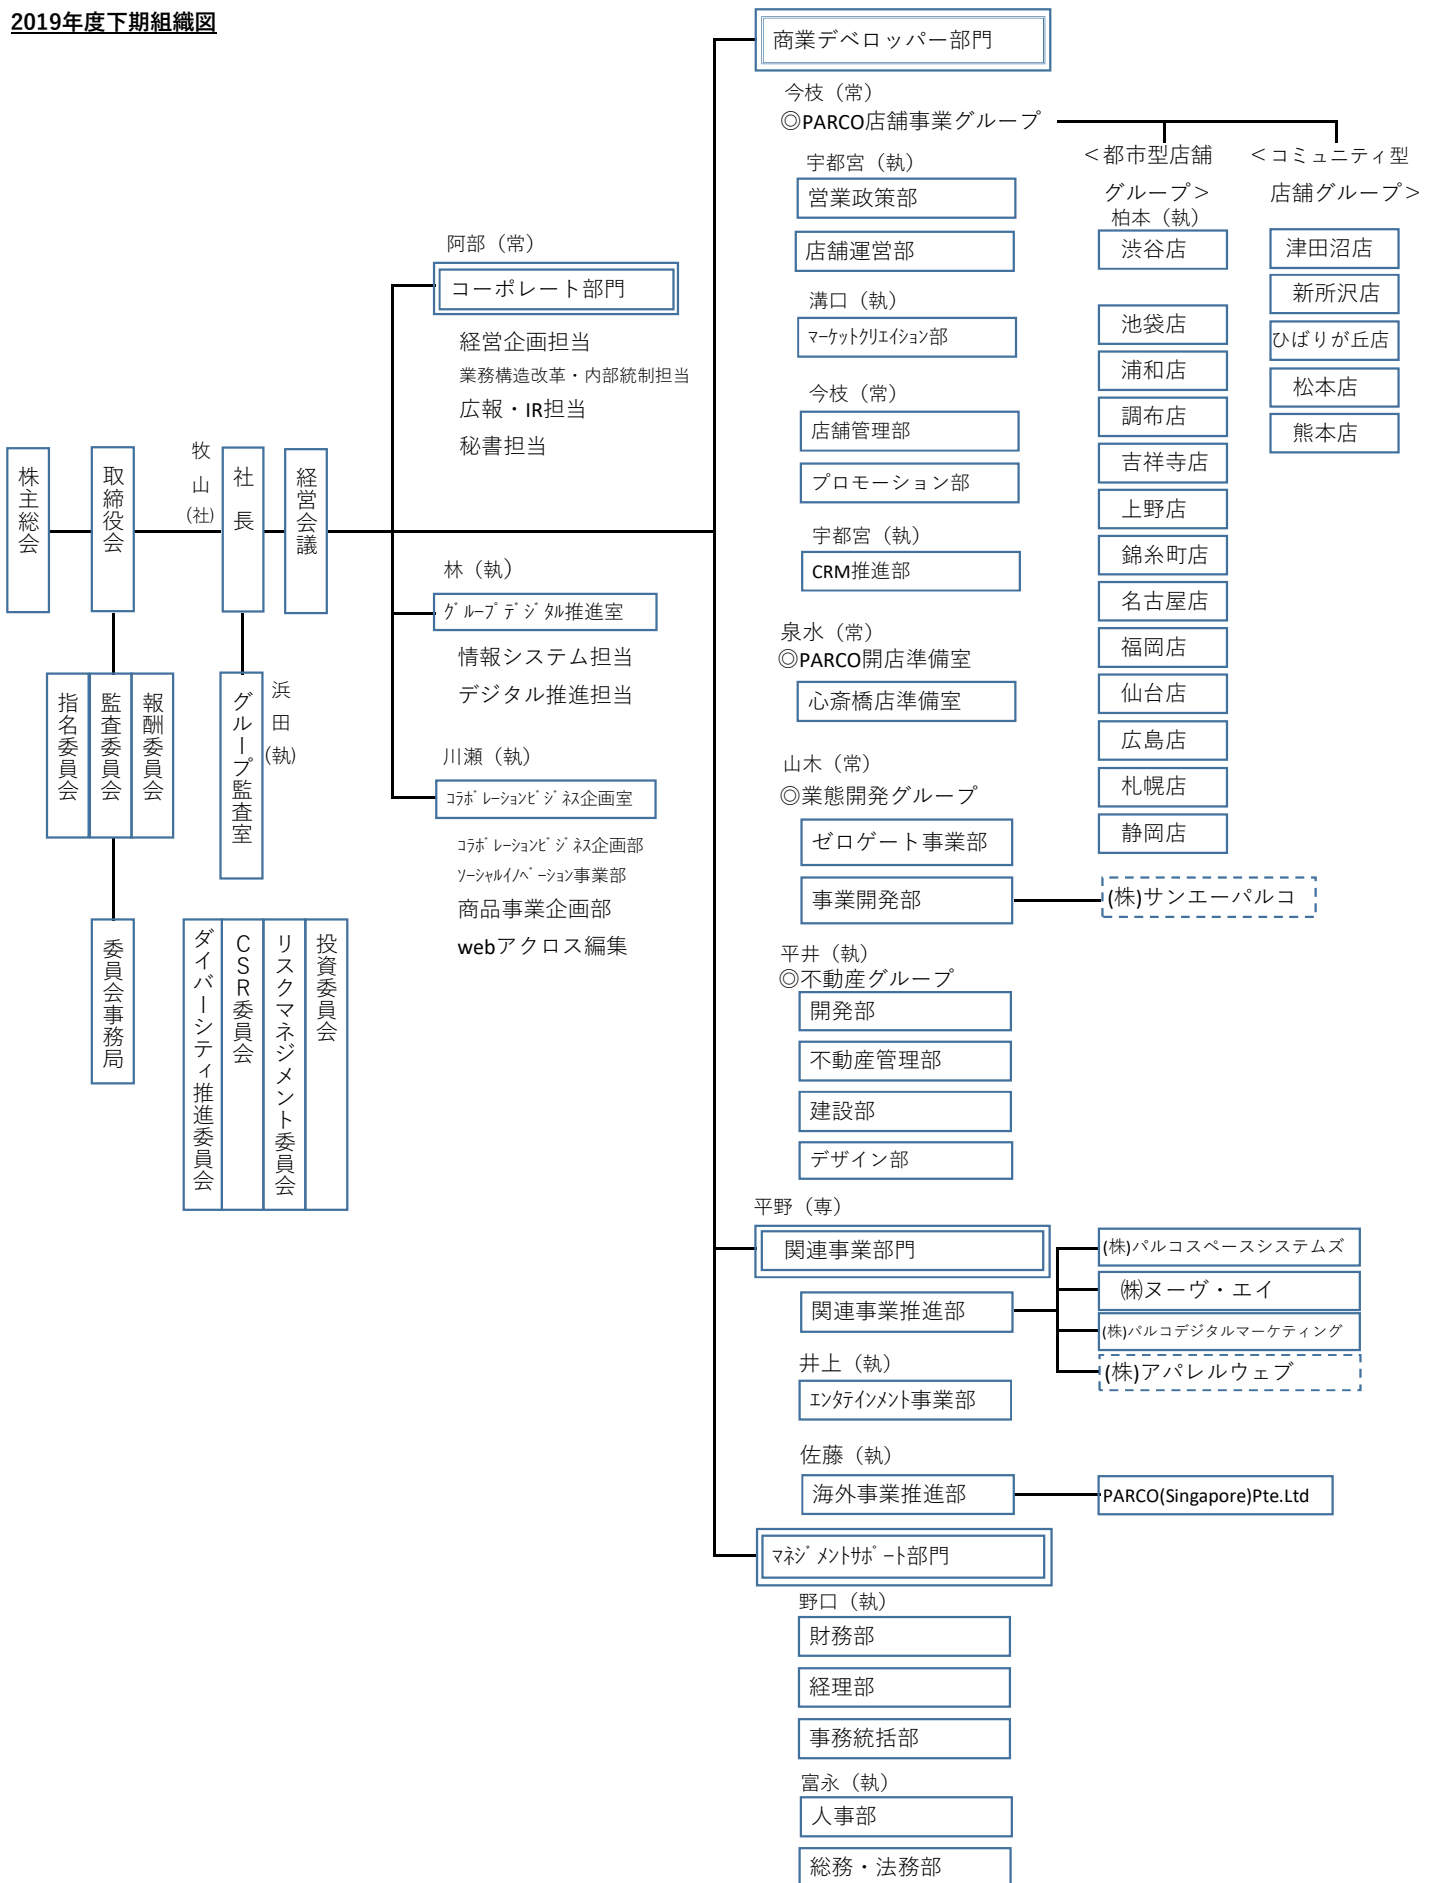 2019年度下期組織図
株主総会
取締役会
牧山(社)
社長
経営会議
指名委員会
監査委員会
報酬委員会
委員会事務局
グループ監査室
浜田(執)
ダイバーシティ推進委員会
CSR委員会
リスクマネジメント委員会
投資委員会
阿部（常）
コーポレート部門
経営企画担当
業務構造改革・内部統制担当
広報・IR担当
秘書担当
林（執）
ｸﾞﾙｰﾌﾟﾃﾞｼﾞﾀﾙ推進室
情報システム担当
デジタル推進担当
川瀬（執）
ｺﾗﾎﾞﾚｰｼｮﾝﾋﾞｼﾞﾈｽ企画室
ｺﾗﾎﾞﾚｰｼｮﾝﾋﾞｼﾞﾈｽ企画部
ｿｰｼｬﾙｲﾉﾍﾞｰｼｮﾝ事業部
商品事業企画部
webアクロス編集
商業デベロッパー部門
今枝（常）
◎PARCO店舗事業グループ
宇都宮（執）
営業政策部
店舗運営部
溝口（執）
ﾏｰｹｯﾄｸﾘｴｲｼｮﾝ部
今枝（常）
店舗管理部
プロモーション部
宇都宮（執）
CRM推進部
＜都市型店舗
グループ＞
柏本（執）
渋谷店
池袋店
浦和店
調布店
吉祥寺店
上野店
錦糸町店
名古屋店
福岡店
仙台店
広島店
札幌店
静岡店
＜コミュニティ型
店舗グループ＞
津田沼店
新所沢店
ひばりが丘店
松本店
熊本店
泉水（常）
◎PARCO開店準備室
心斎橋店準備室
山木（常）
◎業態開発グループ
ゼロゲート事業部
事業開発部
(株)サンエーパルコ
平井（執）
◎不動産グループ
開発部
不動産管理部
建設部
デザイン部
平野（専）
関連事業部門
関連事業推進部
(株)パルコスペースシステムズ
㈱ヌーヴ・エイ
(株)パルコデジタルマーケティング
(株)アパレルウェブ
井上（執）
ｴﾝﾀﾃｲﾝﾒﾝﾄ事業部
佐藤（執）
海外事業推進部
PARCO(Singapore)Pte.Ltd
ﾏﾈｼﾞﾒﾝﾄｻﾎﾟｰﾄ部門
野口（執）
財務部
経理部
事務統括部
富永（執）
人事部
総務・法務部